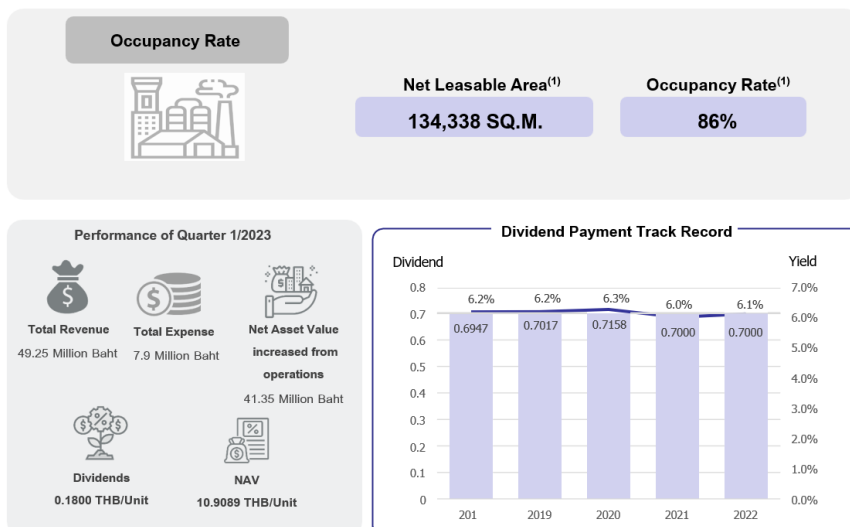 Occupancy Rate
Net Leasable Area(1)
Occupancy Rate(1)
134,338 SQ.M.
86%
Performance of Quarter 1/2023
$
$
$
Total Revenue
49.25 Million Baht
Total Expense
7.9 Million Baht
Net Asset Value
increased from
operations
41.35 Million Baht
$ % $
%
$
Dividends
0.1800 THB/Unit
NAV
10.9089 THB/Unit
Dividend Payment Track Record
Dividend
Yield
0.8
0.7
0.6
0.5
0.4
0.3
0.2
0.1
0
6.2%
6.2%
6.3%
6.0%
6.1%
0.6947
0.7017
0.7158
0.7000
0.7000
7.0%
6.0%
5.0%
4.0%
3.0%
2.0%
1.0%
0.0%
201
2019
2020
2021
2022